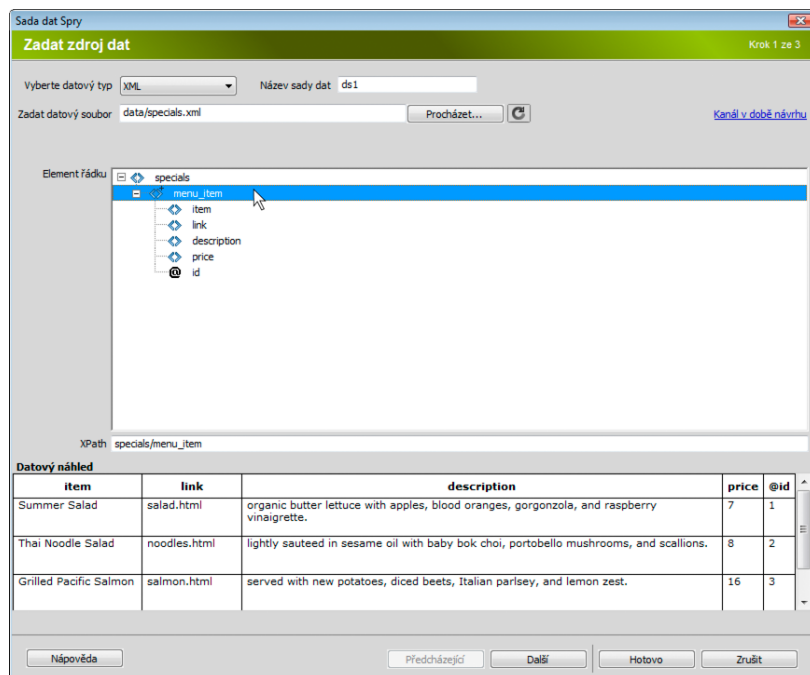 Sada dat Spry
Zadat zdroj dat
Krok 1 ze 3
Vyberte datový typ XML Název sady dat ds1
Zadat datový soubor data/specials.xml Procházet... Kanál v době návrhu
Element řádku
specials
menu_item
item
link
description
price
@ id
XPath specials/menu_item
Datový náhled
item link description price @id
Summer Salad salad.html organic butter lettuce with apples, blood oranges, gorgonzola, and raspberry 7 1
vinaigrette.
Thai Noodle Salad noodles.html lightly sauteed in sesame oil with baby bok choi, portobello mushrooms, and scallions. 8 2
Grilled Pacific Salmon salmon.html served with new potatoes, diced beets, Italian parlsey, and lemon zest. 16 3
Nápověda Předcházející Další Hotovo Zrušit